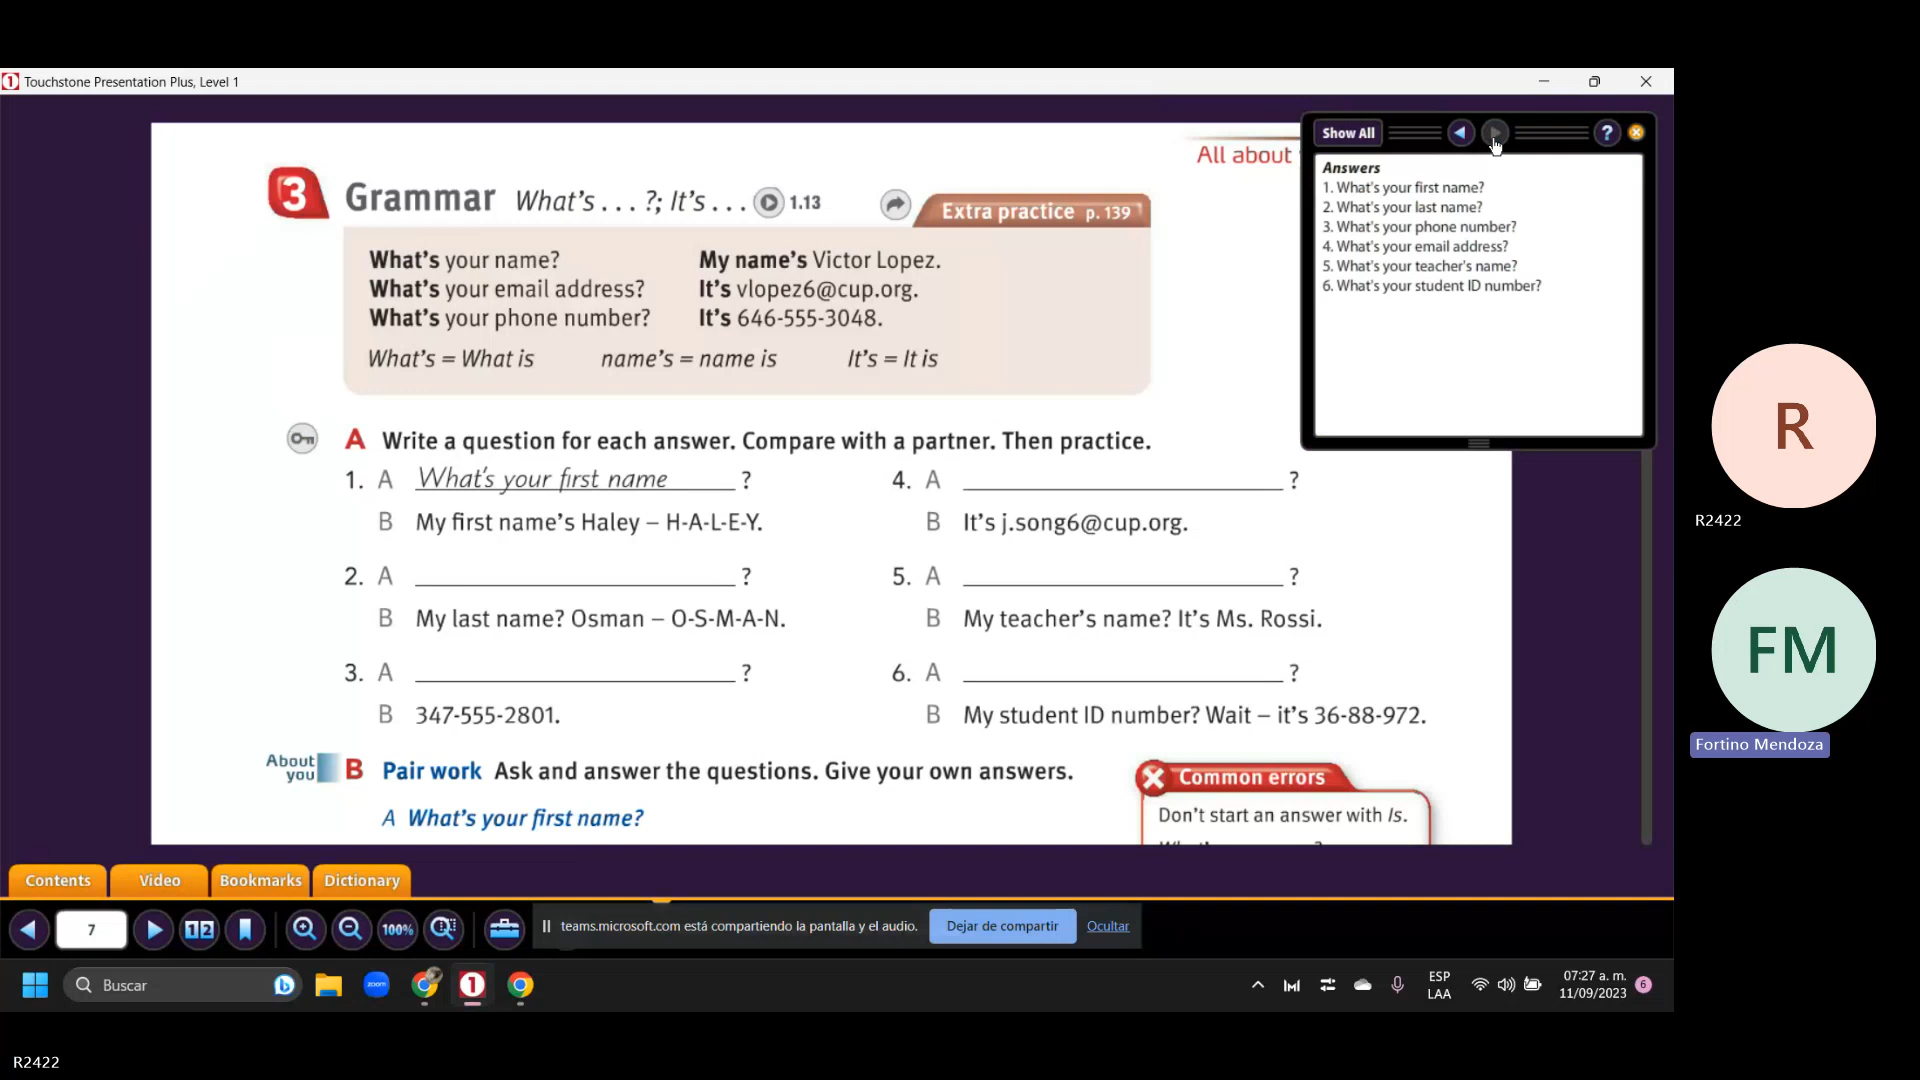 Touchstone Presentation Plus, Level 1
All about
3 Grammar What's . . . ?; It's . . . 1.13
Extra practice p. 139
What's your name? My name's Victor Lopez.
What's your email address? It's vlopez6@cup.org.
What's your phone number? It's 646-555-3048.
What's = What is name's = name is It's = It is
A Write a question for each answer. Compare with a partner. Then practice.
1. A What's your first name ?
B My first name's Haley – H-A-L-E-Y.
2. A ?
B My last name? Osman – O-S-M-A-N.
3. A ?
B 347-555-2801.
4. A ?
B It's j.song6@cup.org.
5. A ?
B My teacher's name? It's Ms. Rossi.
6. A ?
B My student ID number? Wait – it's 36-88-972.
About you
B Pair work Ask and answer the questions. Give your own answers.
A What's your first name?
Common errors
Don't start an answer with Is.
Show All
?
Answers
1. What's your first name?
2. What's your last name?
3. What's your phone number?
4. What's your email address?
5. What's your teacher's name?
6. What's your student ID number?
R
R2422
FM
Fortino Mendoza
Contents Video Bookmarks Dictionary
7 12 100%
teams.microsoft.com está compartiendo la pantalla y el audio. Dejar de compartir Ocultar
Buscar
zoom
1
ESP
LAA
07:27 a. m.
11/09/2023
6
R2422